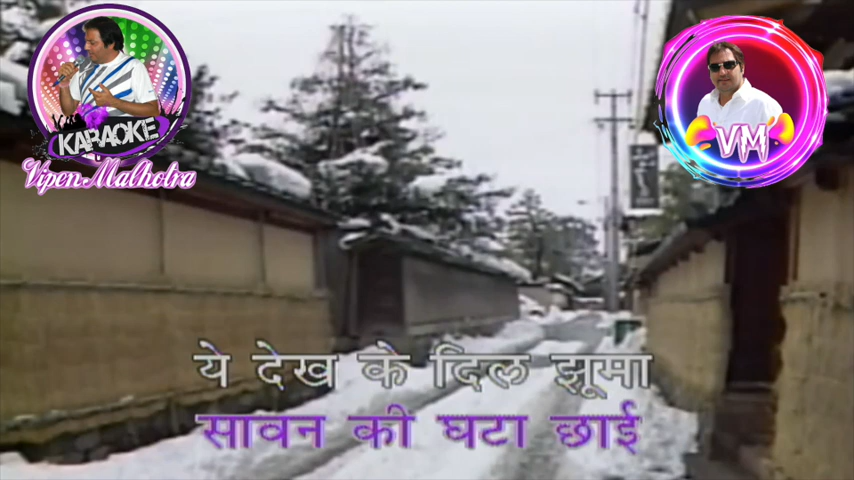 KARAOKE
Vipen Malhotra
VM
ये देख के दिल झूमा
सावन की घटा छाई